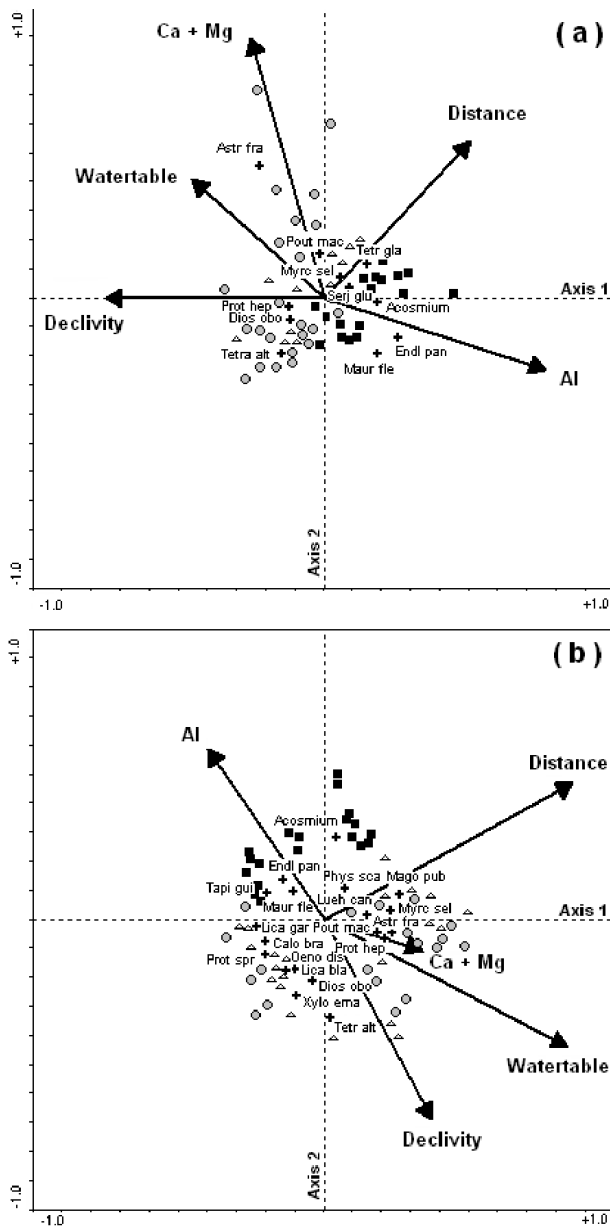 +1.0
(a)
Ca + Mg
Distance
Astr fra
Watertable
Pout mac
Tetr gla
Myrc sel
Serj glu
Axis 1
Prot hep
Acosmium
Declivity
Dios obo
Tetra alt
Endl pan
Maur fle
Al
Axis 2
-1.0
-1.0
+1.0
+1.0
(b)
Al
Distance
Acosmium
Endl pan
Phys sca
Mago pub
Tapi gui
Lueh can
Maur fle
Myrc sel
Axis 1
Lica gar
Pout mac
Astr fra
Calo bra
Prot hep
Prot spr
Oeno dis
Ca + Mg
Lica bla
Dios obo
Xylo ema
Tetr alt
Watertable
Declivity
Axis 2
-1.0
-1.0
+1.0